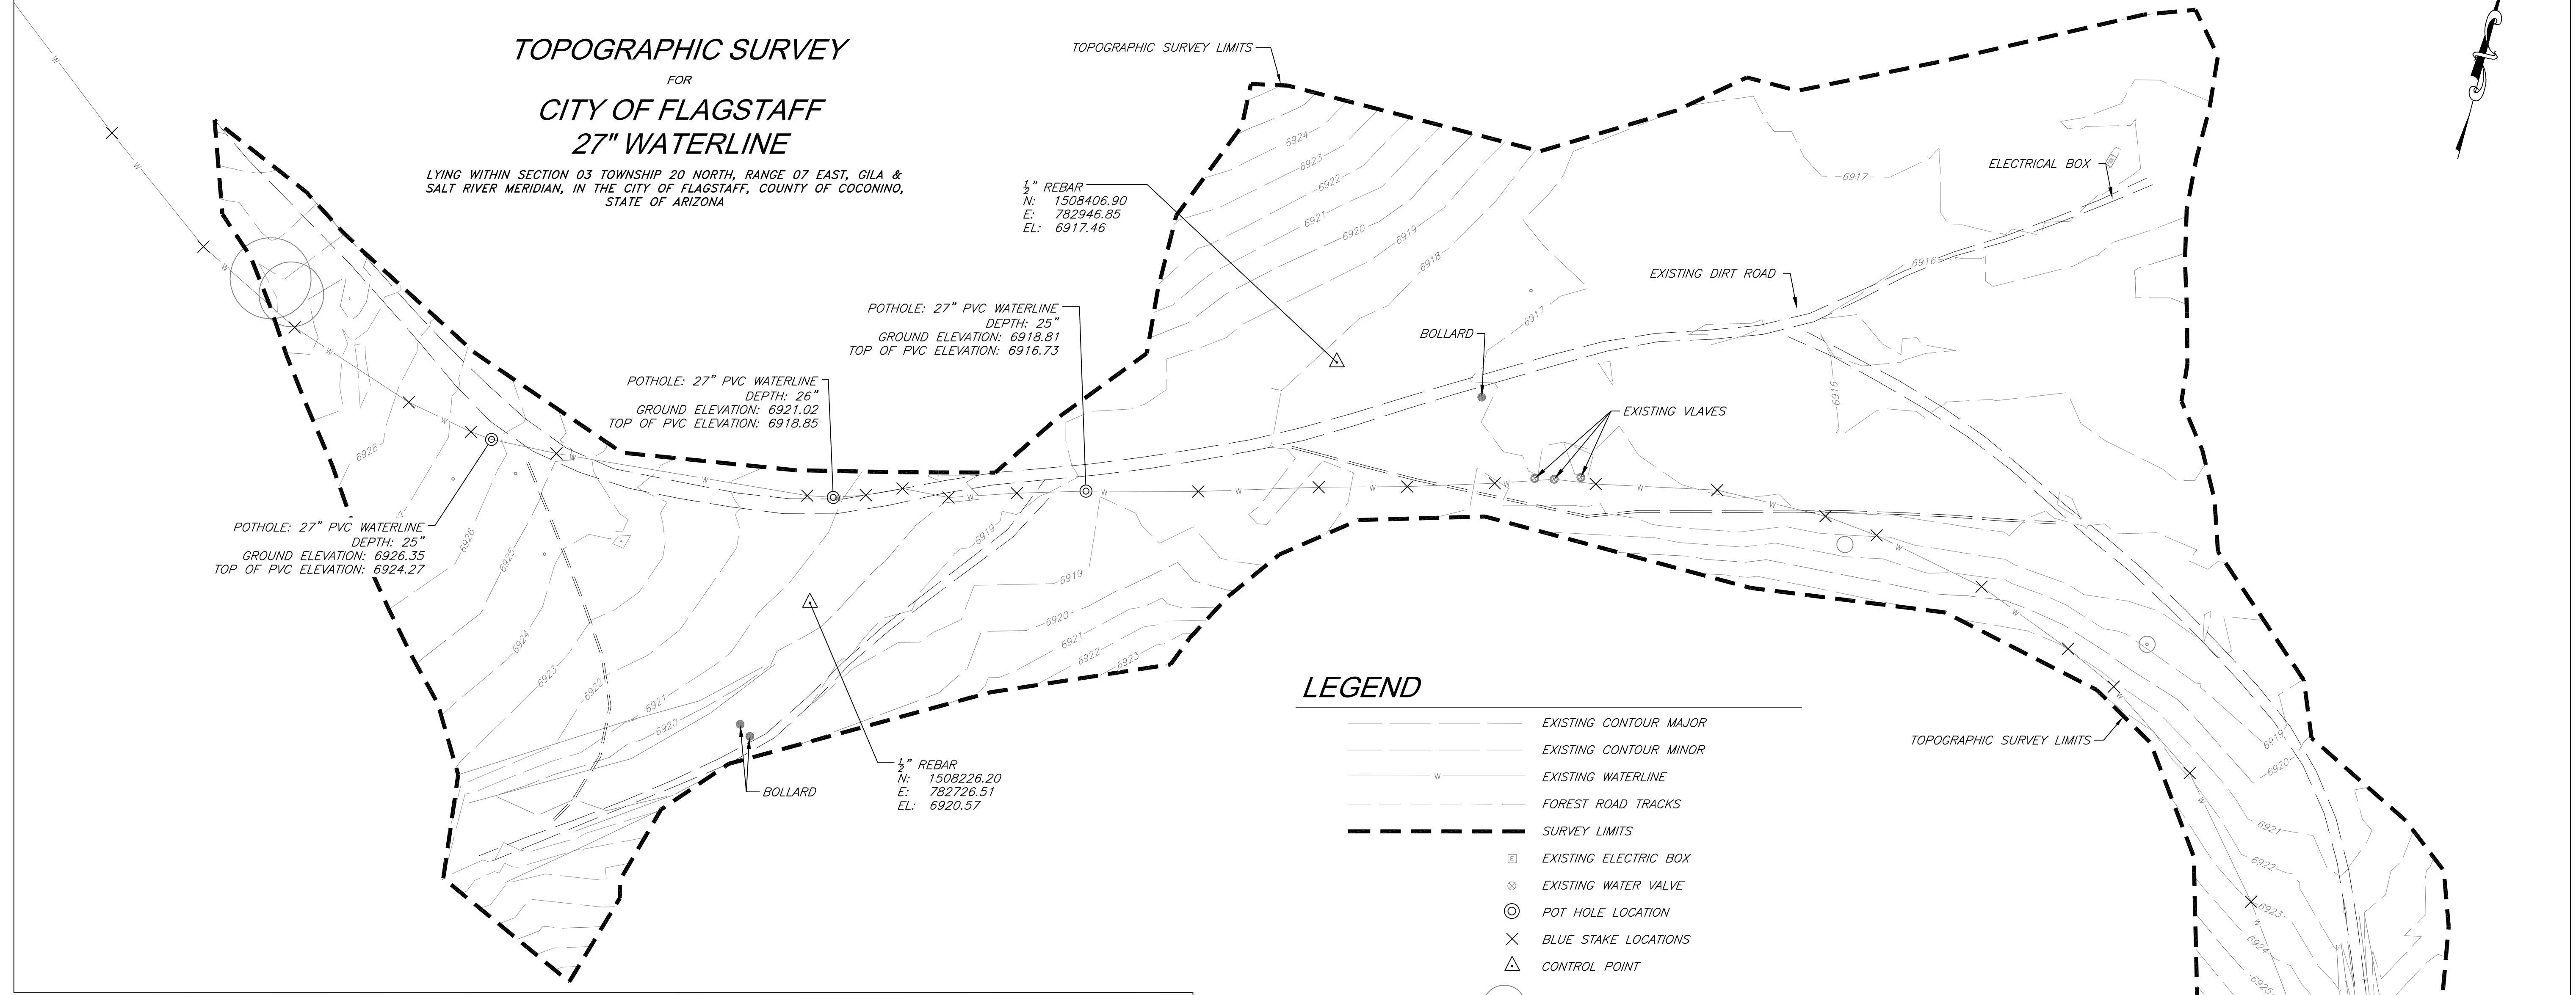 TOPOGRAPHIC SURVEY
FOR
CITY OF FLAGSTAFF
27" WATERLINE
LYING WITHIN SECTION 03 TOWNSHIP 20 NORTH, RANGE 07 EAST, GILA &
SALT RIVER MERIDIAN, IN THE CITY OF FLAGSTAFF, COUNTY OF COCONINO,
STATE OF ARIZONA
TOPOGRAPHIC SURVEY LIMITS
½" REBAR
N: 1508406.90
E: 782946.85
EL: 6917.46
ELECTRICAL BOX
EXISTING DIRT ROAD
BOLLARD
EXISTING VLAVES
POTHOLE: 27" PVC WATERLINE
DEPTH: 25"
GROUND ELEVATION: 6918.81
TOP OF PVC ELEVATION: 6916.73
POTHOLE: 27" PVC WATERLINE
DEPTH: 26"
GROUND ELEVATION: 6921.02
TOP OF PVC ELEVATION: 6918.85
POTHOLE: 27" PVC WATERLINE
DEPTH: 25"
GROUND ELEVATION: 6926.35
TOP OF PVC ELEVATION: 6924.27
6924
6923
6922
6921
6920
6919
6918
6917
6917
6916
6916
6928
6926
6925
6924
6923
6922
6921
6920
6919
6919
6920
6921
6922
6923
BOLLARD
½" REBAR
N: 1508226.20
E: 782726.51
EL: 6920.57
TOPOGRAPHIC SURVEY LIMITS
6919
6920
6921
6922
6923
6924
6925
LEGEND
EXISTING CONTOUR MAJOR
EXISTING CONTOUR MINOR
W EXISTING WATERLINE
FOREST ROAD TRACKS
SURVEY LIMITS
E EXISTING ELECTRIC BOX
EXISTING WATER VALVE
POT HOLE LOCATION
BLUE STAKE LOCATIONS
CONTROL POINT